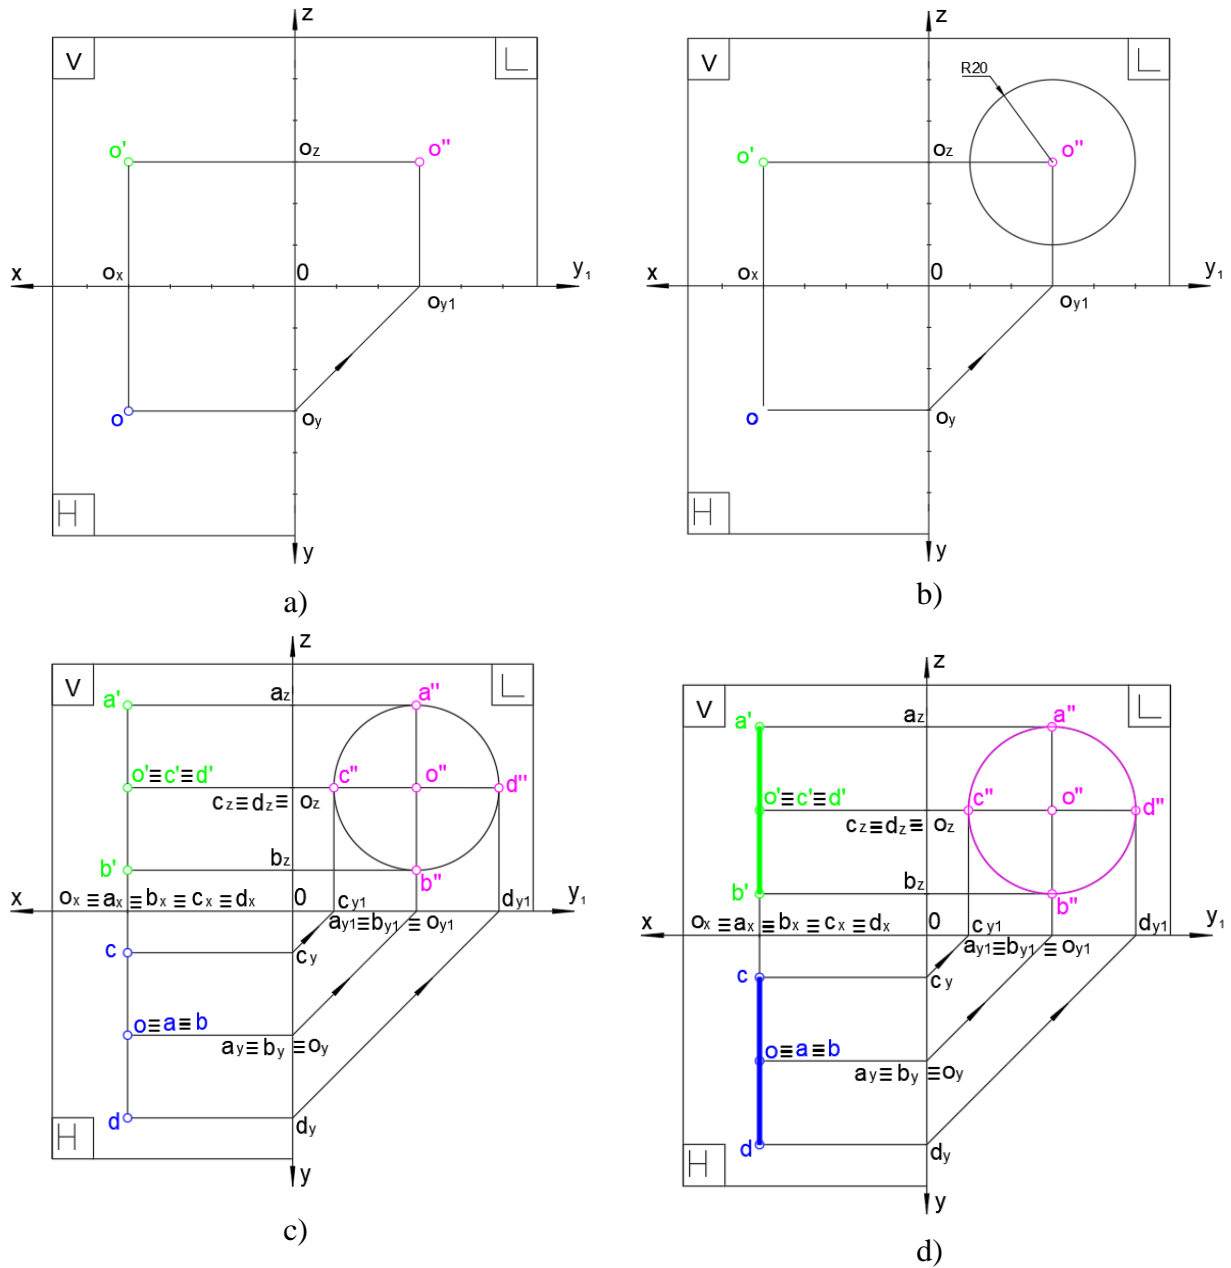 z
V
L
o'
oz
o''
x
ox
0
y1
oy1
o
oy
H
y
a)
z
V
L
R20
o'
oz
o''
x
ox
0
y1
oy1
o
oy
H
y
b)
z
V
L
a'
az
a''
o'≡c'≡d'
c''
o''
d''
cz≡dz≡ oz
b'
bz
b''
x
ox ≡ax ≡bx ≡ cx ≡dx
0
cy1
dy1
y1
ay1≡by1 ≡oy1
c
cy
o≡a≡b
ay≡by ≡oy
d
dy
H
y
c)
z
V
L
a'
az
a''
o'≡c'≡d'
c''
o''
d''
cz≡dz≡ oz
b'
bz
b''
x
ox ≡ax ≡bx ≡ cx ≡dx
0
cy1
dy1
y1
ay1≡by1 ≡oy1
c
cy
o≡a≡b
ay≡by ≡oy
d
dy
H
y
d)